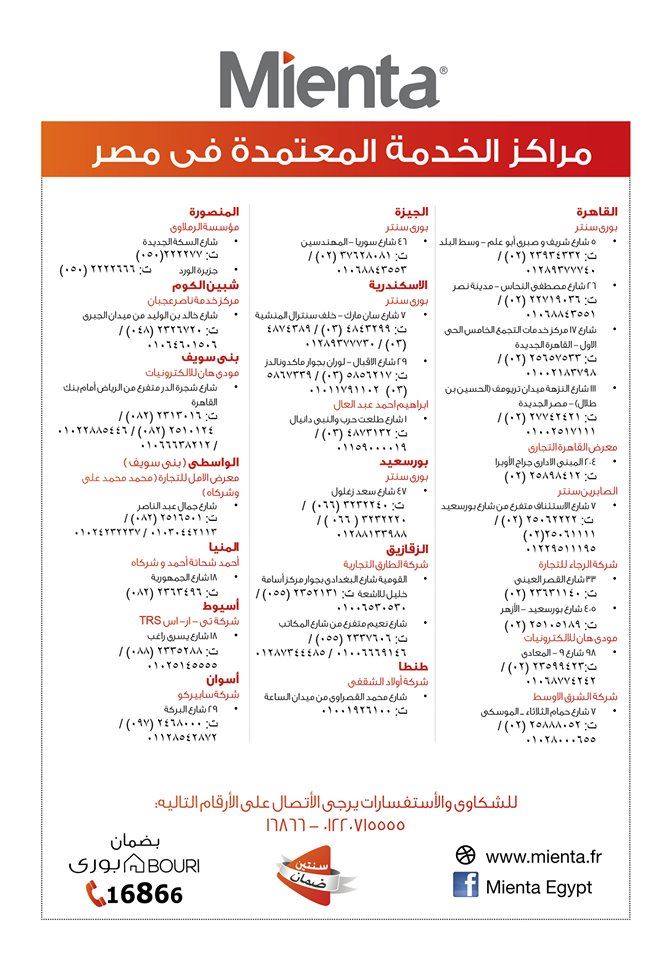 Mienta®
مراكز الخدمة المعتمدة فى مصر
القاهرة
بورى سنتر
• ٥ شارع شريف و صبرى أبو علم - وسط البلد
ت: ٢٣٩٣٤٣٣٢ (٠٢) /
٠١٢٨٩٣٧٧٧٤٠
• ٢٦ شارع مصطفى النحاس - مدينة نصر
ت: ٢٢٧١٩٠٣٦ (٠٢) /
٠١٠٦٨٨٤٣٥٥١
• شارع ١٧ مركز خدمات التجمع الخامس الحى
الاول - القاهرة الجديدة
ت: ٢٥٦٥٧٥٣٣ (٠٢) /
٠١٠٠٢١٨٣٧٩٨
• ١١١ شارع النزهة ميدان تريومف (الحسين بن
طلال) - مصر الجديدة
ت: ٢٧٧٤٢٤٢١ (٠٢) /
٠١٠٠٢٥١٧١١١
معرض القاهرة التجارى
• ٢٠٤ المبنى الادارى جراج الأوبرا
ت: ٢٥٨٩٨٤١٢ (٠٢)
الصابرين سنتر
• ٧ شارع الاستئناف متفرع من شارع بورسعيد
ت: ٢٥٠٦٢٢٢٢ (٠٢) /
٢٥٠٦١١١١(٠٢)
٠١٢٢٩٥١١١٩٥
شركة الرجاء للتجارة
• ٣٣ شارع القصر العينى
ت: ٢٣٦٣١١٤٠ (٠٢)
• ٤٠٥ شارع بورسعيد - الأزهر
ت: ٢٥١٠٥١٨٩ (٠٢)
مودى هان للالكترونيات
• ٩٨ شارع ٩ - المعادى
ت: ٢٣٥٩٩٤٢٣ (٠٢) /
٠١٠٦٨٧٧٤٢٤٢
شركة الشرق الاوسط
• ٧ شارع حمام الثلاثاء - الموسكى
ت: ٢٥٨٨٨٠٥٢ (٠٢) /
٠١٠٢٨٠٠٠٦٥٥
الجيزة
بورى سنتر
• ٤٦ شارع سوريا - المهندسين
ت: ٣٧٦٢٨٠٨١ (٠٢) /
٠١٠٦٨٨٤٣٥٥٣
الاسكندرية
بورى سنتر
• ٧ شارع سان مارك - خلف سنترال المنشية
ت: ٤٨٤٣٢٩٩ (٠٣) / ٤٨٧٤٣٨٩
(٠٣) / ٠١٢٨٩٣٧٧٧٣٠
• ٢٩ شارع الاقبال - لوران بجوار ماكدونالدز
ت: ٥٨٥٦٢١٧ (٠٣) / ٥٨٦٧٣٣٩
(٠٣) ٠١٠١١٧٩١١٠٢
ابراهيم احمد عبد العال
• ١ شارع طلعت حرب والنبى دانيال
ت: ٤٨٧٣١٣٢ (٠٣) /
٠١١٥٩٠٠٠٠١٩
بورسعيد
بورى سنتر
• ٤٧ شارع سعد زغلول
ت: ٣٢٣٢٢٤٠ (٠٦٦) /
٣٢٣٢٢٢٠ (٠٦٦) /
٠١٢٨٨١٣٣٩٨٨
الزقازيق
شركة الطارق التجارية
• القومية شارع البغدادى بجوار مركز أسامة
خليل للاشعة ت: ٢٣٥٢١٣١ (٠٥٥) /
٠١٠٠٦٥٣٠٥٣٠
• شارع نعيم متفرع من شارع المكاتب
ت: ٢٣٣٧٦٠٦ (٠٥٥) /
٠١٠٠٦٦٦٩١٤٦ / ٠١٢٨٧٣٤٤٤٨٥
طنطا
شركة أولاد الشقفى
• شارع محمد القصراوى من ميدان الساعة
ت: ٠١٠٠١٩٢٦١٠٠
المنصورة
مؤسسة الرملاوى
• شارع السكة الجديدة
ت: ٢٢٢٢٢٧٧ (٠٥٠)
• جزيرة الورد ت: ٢٢٢٢٦٦٦ (٠٥٠)
شبين الكوم
مركز خدمة ناصر عجبان
• شارع خالد بن الوليد من ميدان الجبرى
ت: ٢٣٢٦٧٢٠ (٠٤٨) /
٠١٠٦٤٦٠١٥٠٦
بنى سويف
مودى هان للالكترونيات
• شارع شجرة الدر متفرع من الرياض أمام بنك
القاهرة
ت: ٢٣١٣٠١٦ (٠٨٢) /
٢٥١٠١٢٤ (٠٨٢) / ٠١٠٢٢٨٨٥٤٤٦
/ ٠١٠٦٦٦٣٨٢١٢
الواسطى ( بنى سويف )
معرض الامل للتجارة ( محمد محمد على
وشركاه )
• شارع جمال عبد الناصر
ت: ٢٥١٦٥٠١ (٠٨٢) /
٠١٠٣٠٤٤٢١١٣ / ٠١٠٢٤٢٣٢٢٣٧
المنيا
أحمد شحاتة أحمد و شركاه
• ١٨ شارع الجمهورية
ت: ٢٣٦٣٤٩٦ (٠٨٢)
أسيوط
شركة تى - ار- اس TRS
• ١٨ شارع يسرى راغب
ت: ٢٣٣٥٢٨٨ (٠٨٨) /
٠١٠٢٥١٤٥٥٥٥
أسوان
شركة سابيركو
• ٢٩ شارع البركة
ت: ٢٤٦٨٠٠٠ (٠٩٧) /
٠١١٢٨٥٤٢٨٧٢
للشكاوى والأستفسارات يرجى الأتصال على الأرقام التاليه:
٠١٢٢٠٧١٥٥٥٥ - ١٦٨٦٦
بضمان
بورى BOURI
16866
سنتين
ضمان
www.mienta.fr
Mienta Egypt